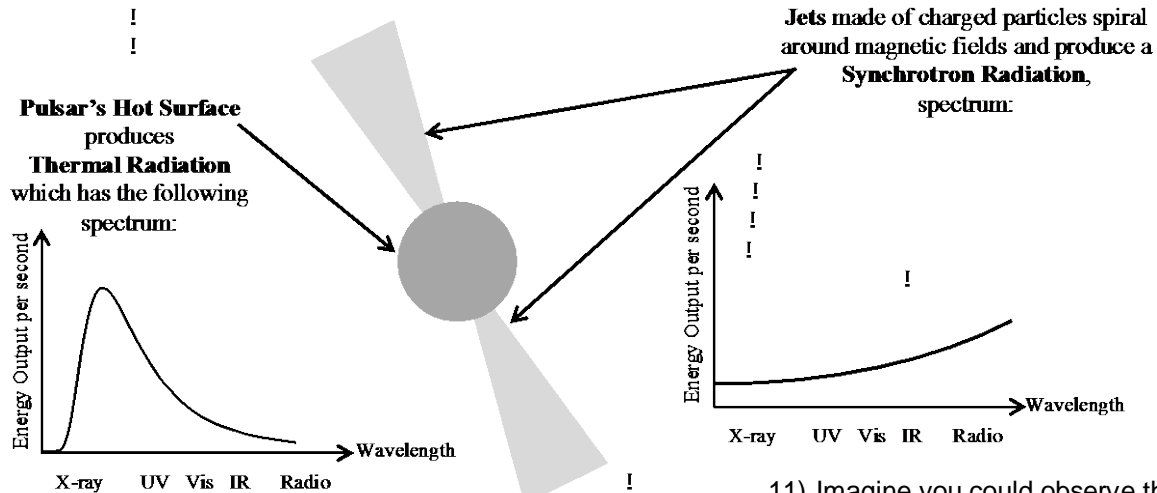 !
!
Pulsar's Hot Surface
produces
Thermal Radiation
which has the following
spectrum:
Energy Output per second
Wavelength
X-ray UV Vis IR Radio
Jets made of charged particles spiral
around magnetic fields and produce a
Synchrotron Radiation,
spectrum:
!
!
!
!
!
Energy Output per second
Wavelength
X-ray UV Vis IR Radio
!
11) Imagine you could observe th